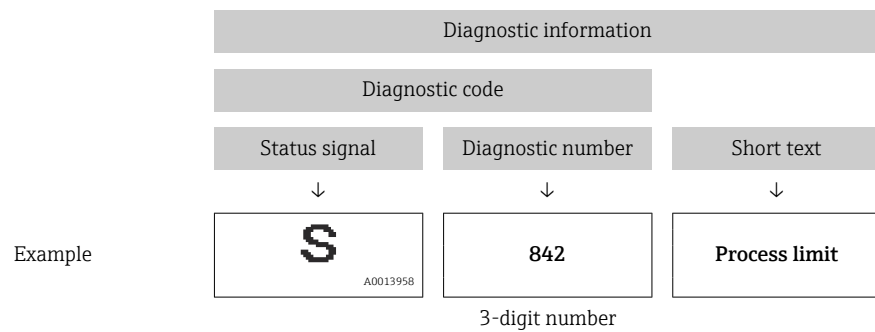 Diagnostic information
Diagnostic code
Status signal Diagnostic number Short text
↓ ↓ ↓
Example S 842 Process limit
A0013958
3-digit number